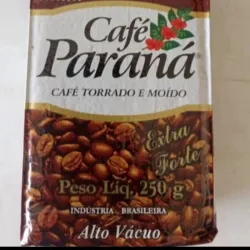 Café
Paraná
CAFÉ TORRADO E MOÍDO
Extra
Forte
Peso Líq. 250 g
INDÚSTRIA BRASILEIRA
Alto Vácuo